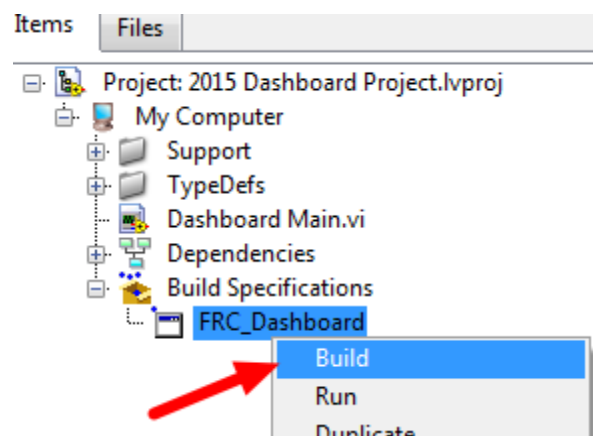 Items Files
Project: 2015 Dashboard Project.lvproj
My Computer
Support
TypeDefs
Dashboard Main.vi
Dependencies
Build Specifications
FRC_Dashboard
Build
Run
Duplicate